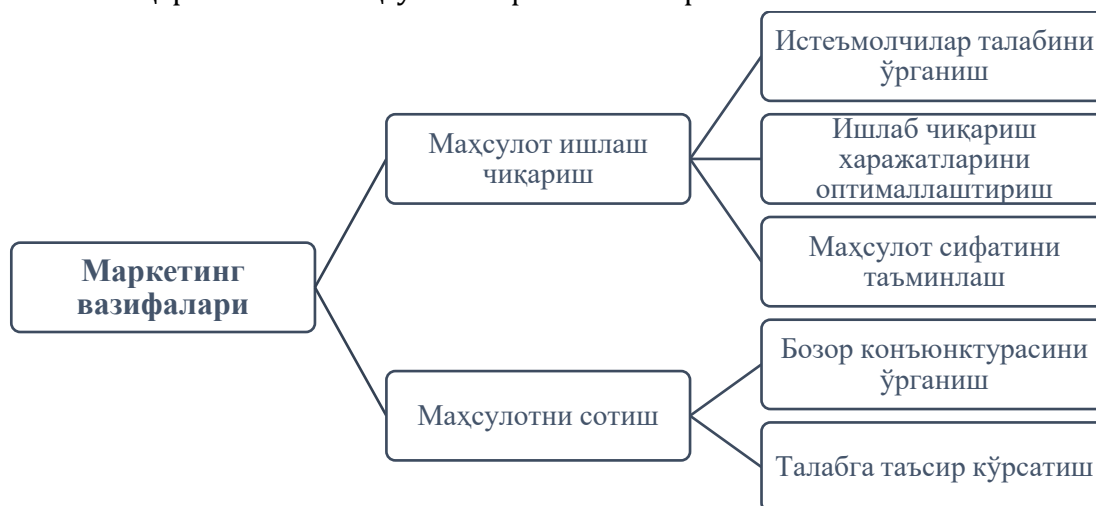 Маркетинг
вазифалари
Маҳсулот ишлаш
чиқариш
Истеъмолчилар талабини
ўрганиш
Ишлаб чиқариш
харажатларини
оптималлаштириш
Маҳсулот сифатини
таъминлаш
Маҳсулотни сотиш
Бозор конъюнктурасини
ўрганиш
Талабга таъсир кўрсатиш